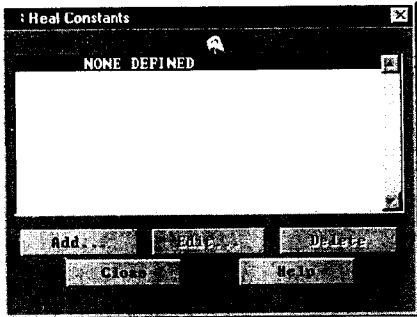 : Real Constants
NONE DEFINED
Add... Edit... Delete
Close Help